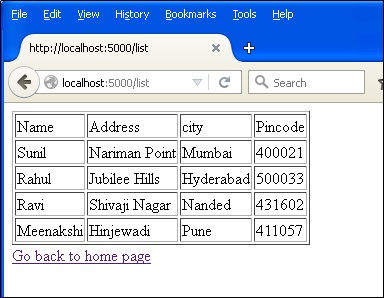 File Edit View History Bookmarks Tools Help
http://localhost:5000/list
localhost:5000/list Search
Name Address city Pincode
Sunil Nariman Point Mumbai 400021
Rahul Jubilee Hills Hyderabad 500033
Ravi Shivaji Nagar Nanded 431602
Meenakshi Hinjewadi Pune 411057
Go back to home page